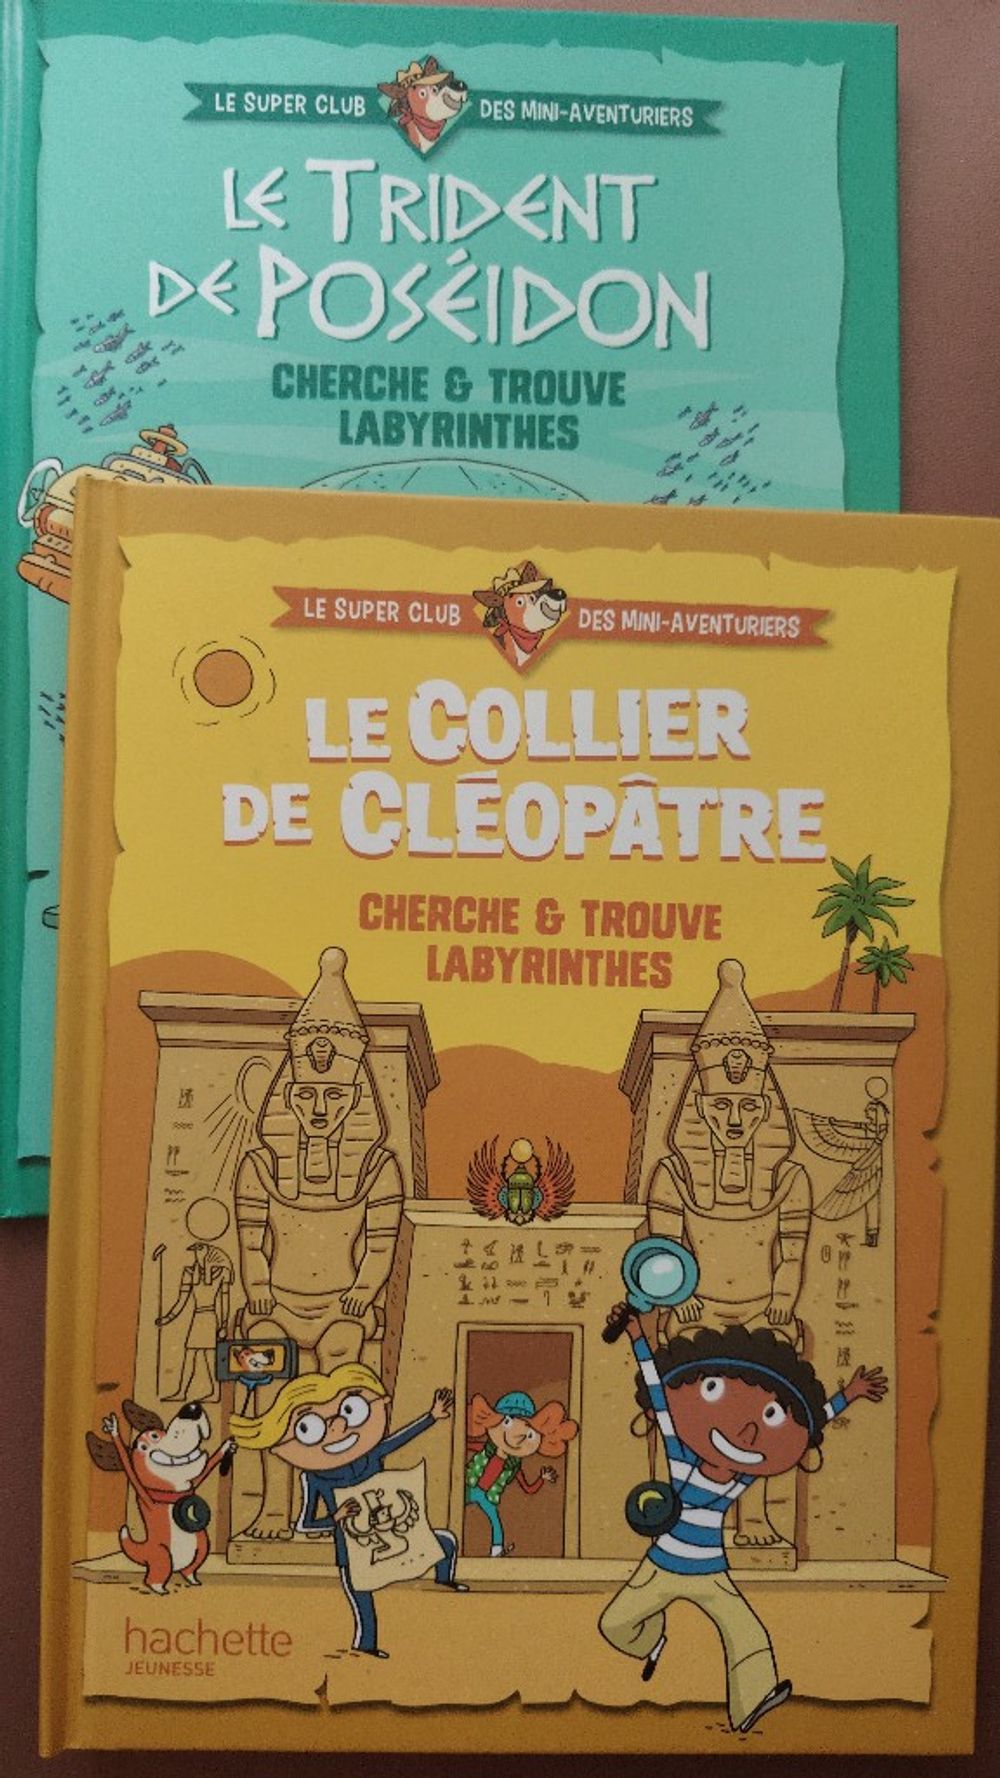 LE SUPER CLUB DES MINI-AVENTURIERS
LE TRIDENT
DE POSÉIDON
CHERCHE & TROUVE
LABYRINTHES
LE SUPER CLUB DES MINI-AVENTURIERS
LE COLLIER
DE CLÉOPÂTRE
CHERCHE & TROUVE
LABYRINTHES
hachette
JEUNESSE